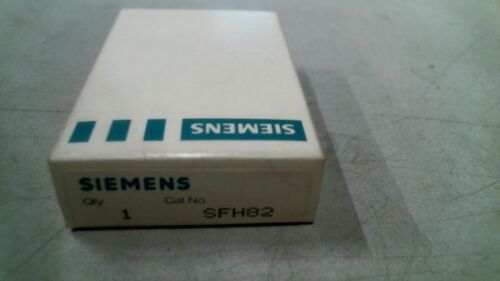 SIEMENS
SIEMENS
Qty Cat.No.
1 SFH82